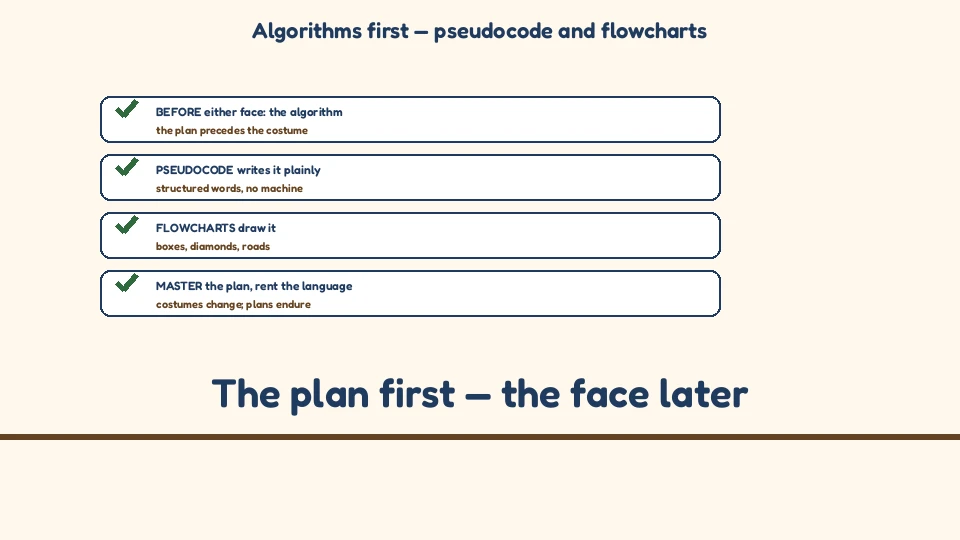 Algorithms first — pseudocode and flowcharts
BEFORE either face: the algorithm
the plan precedes the costume
PSEUDOCODE writes it plainly
structured words, no machine
FLOWCHARTS draw it
boxes, diamonds, roads
MASTER the plan, rent the language
costumes change; plans endure
The plan first — the face later